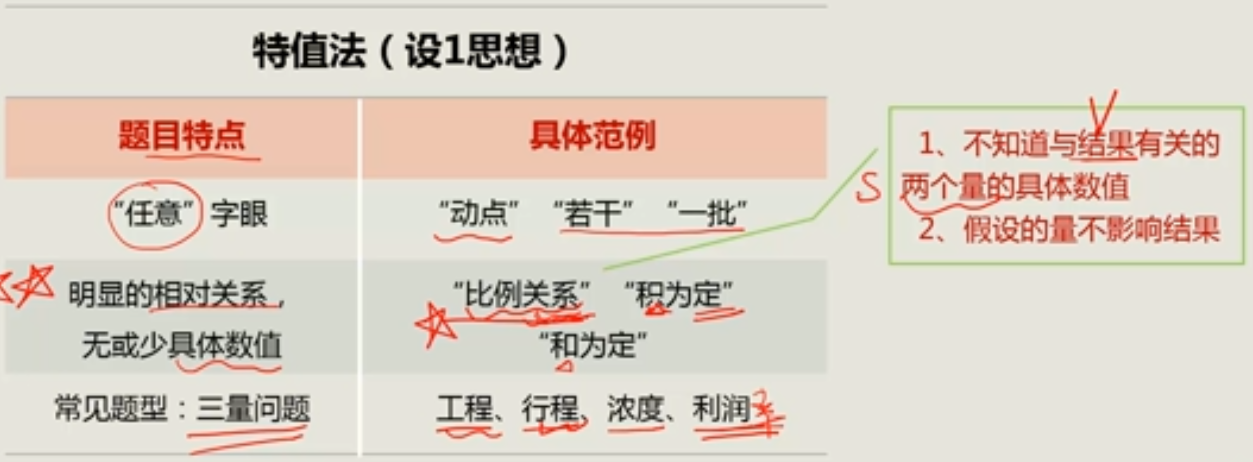 特值法（设1思想）
题目特点 具体范例
“任意”字眼 “动点” “若干” “一批”
明显的相对关系， “比例关系” “积为定”
无或少具体数值 “和为定”
常见题型：三量问题 工程、行程、浓度、利润
V
1、不知道与结果有关的
S 两个量的具体数值
2、假设的量不影响结果